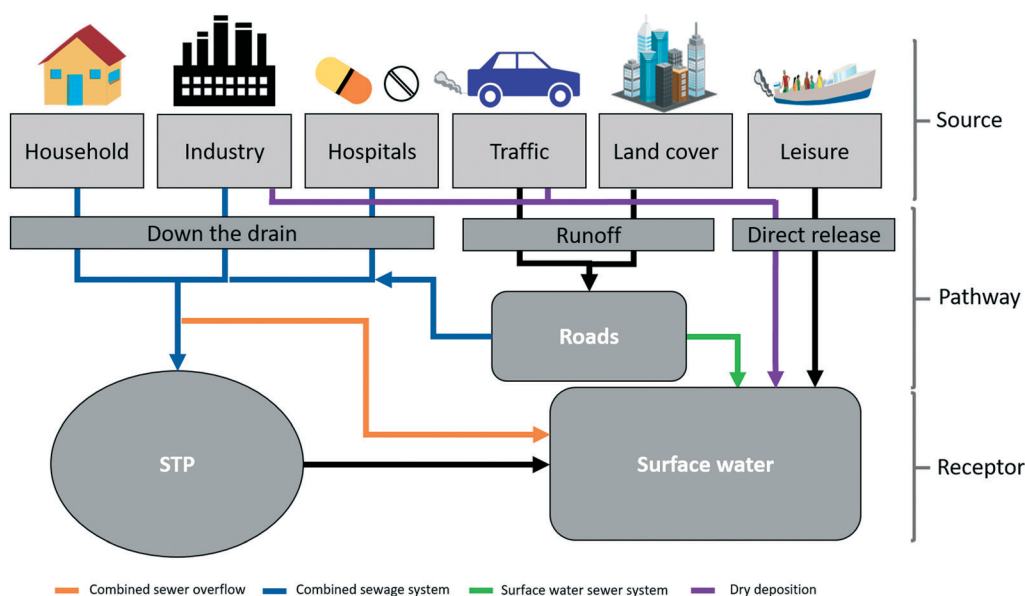 Household
Industry
Hospitals
Traffic
Land cover
Leisure
Source
Down the drain
Runoff
Direct release
Pathway
Roads
STP
Surface water
Receptor
Combined sewer overflow
Combined sewage system
Surface water sewer system
Dry deposition